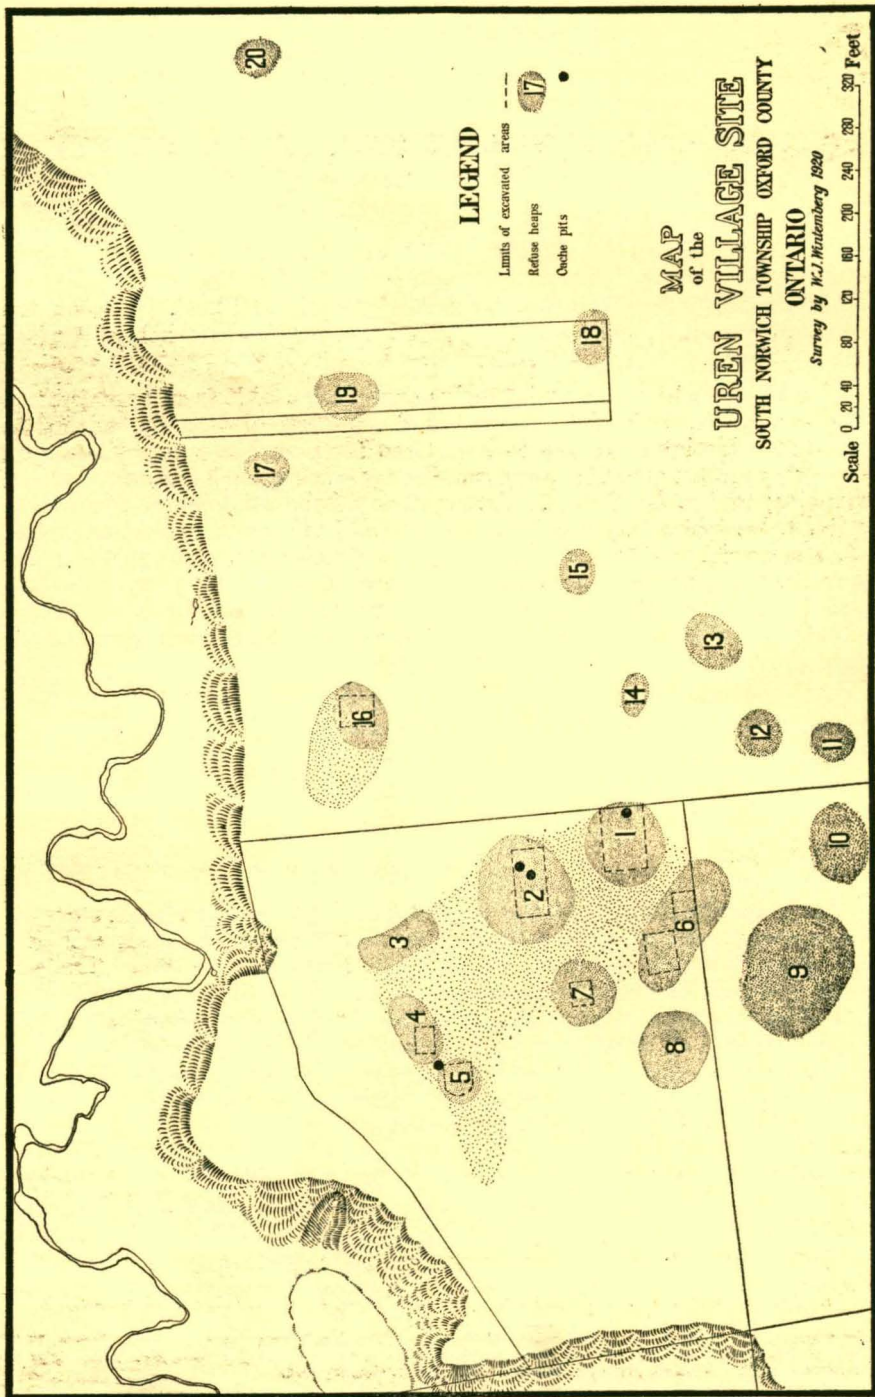 MAP
of the
UREN VILLAGE SITE
SOUTH NORWICH TOWNSHIP OXFORD COUNTY
ONTARIO
Survey by W.J. Wintemberg 1920
Scale 0 20 40 80 120 160 200 240 280 320 Feet
LEGEND
Limits of excavated areas
Refuse heaps 17
Cache pits
20
19
18
17
16
15
14
13
12
11
10
9
8
7
6
5
4
3
2
1